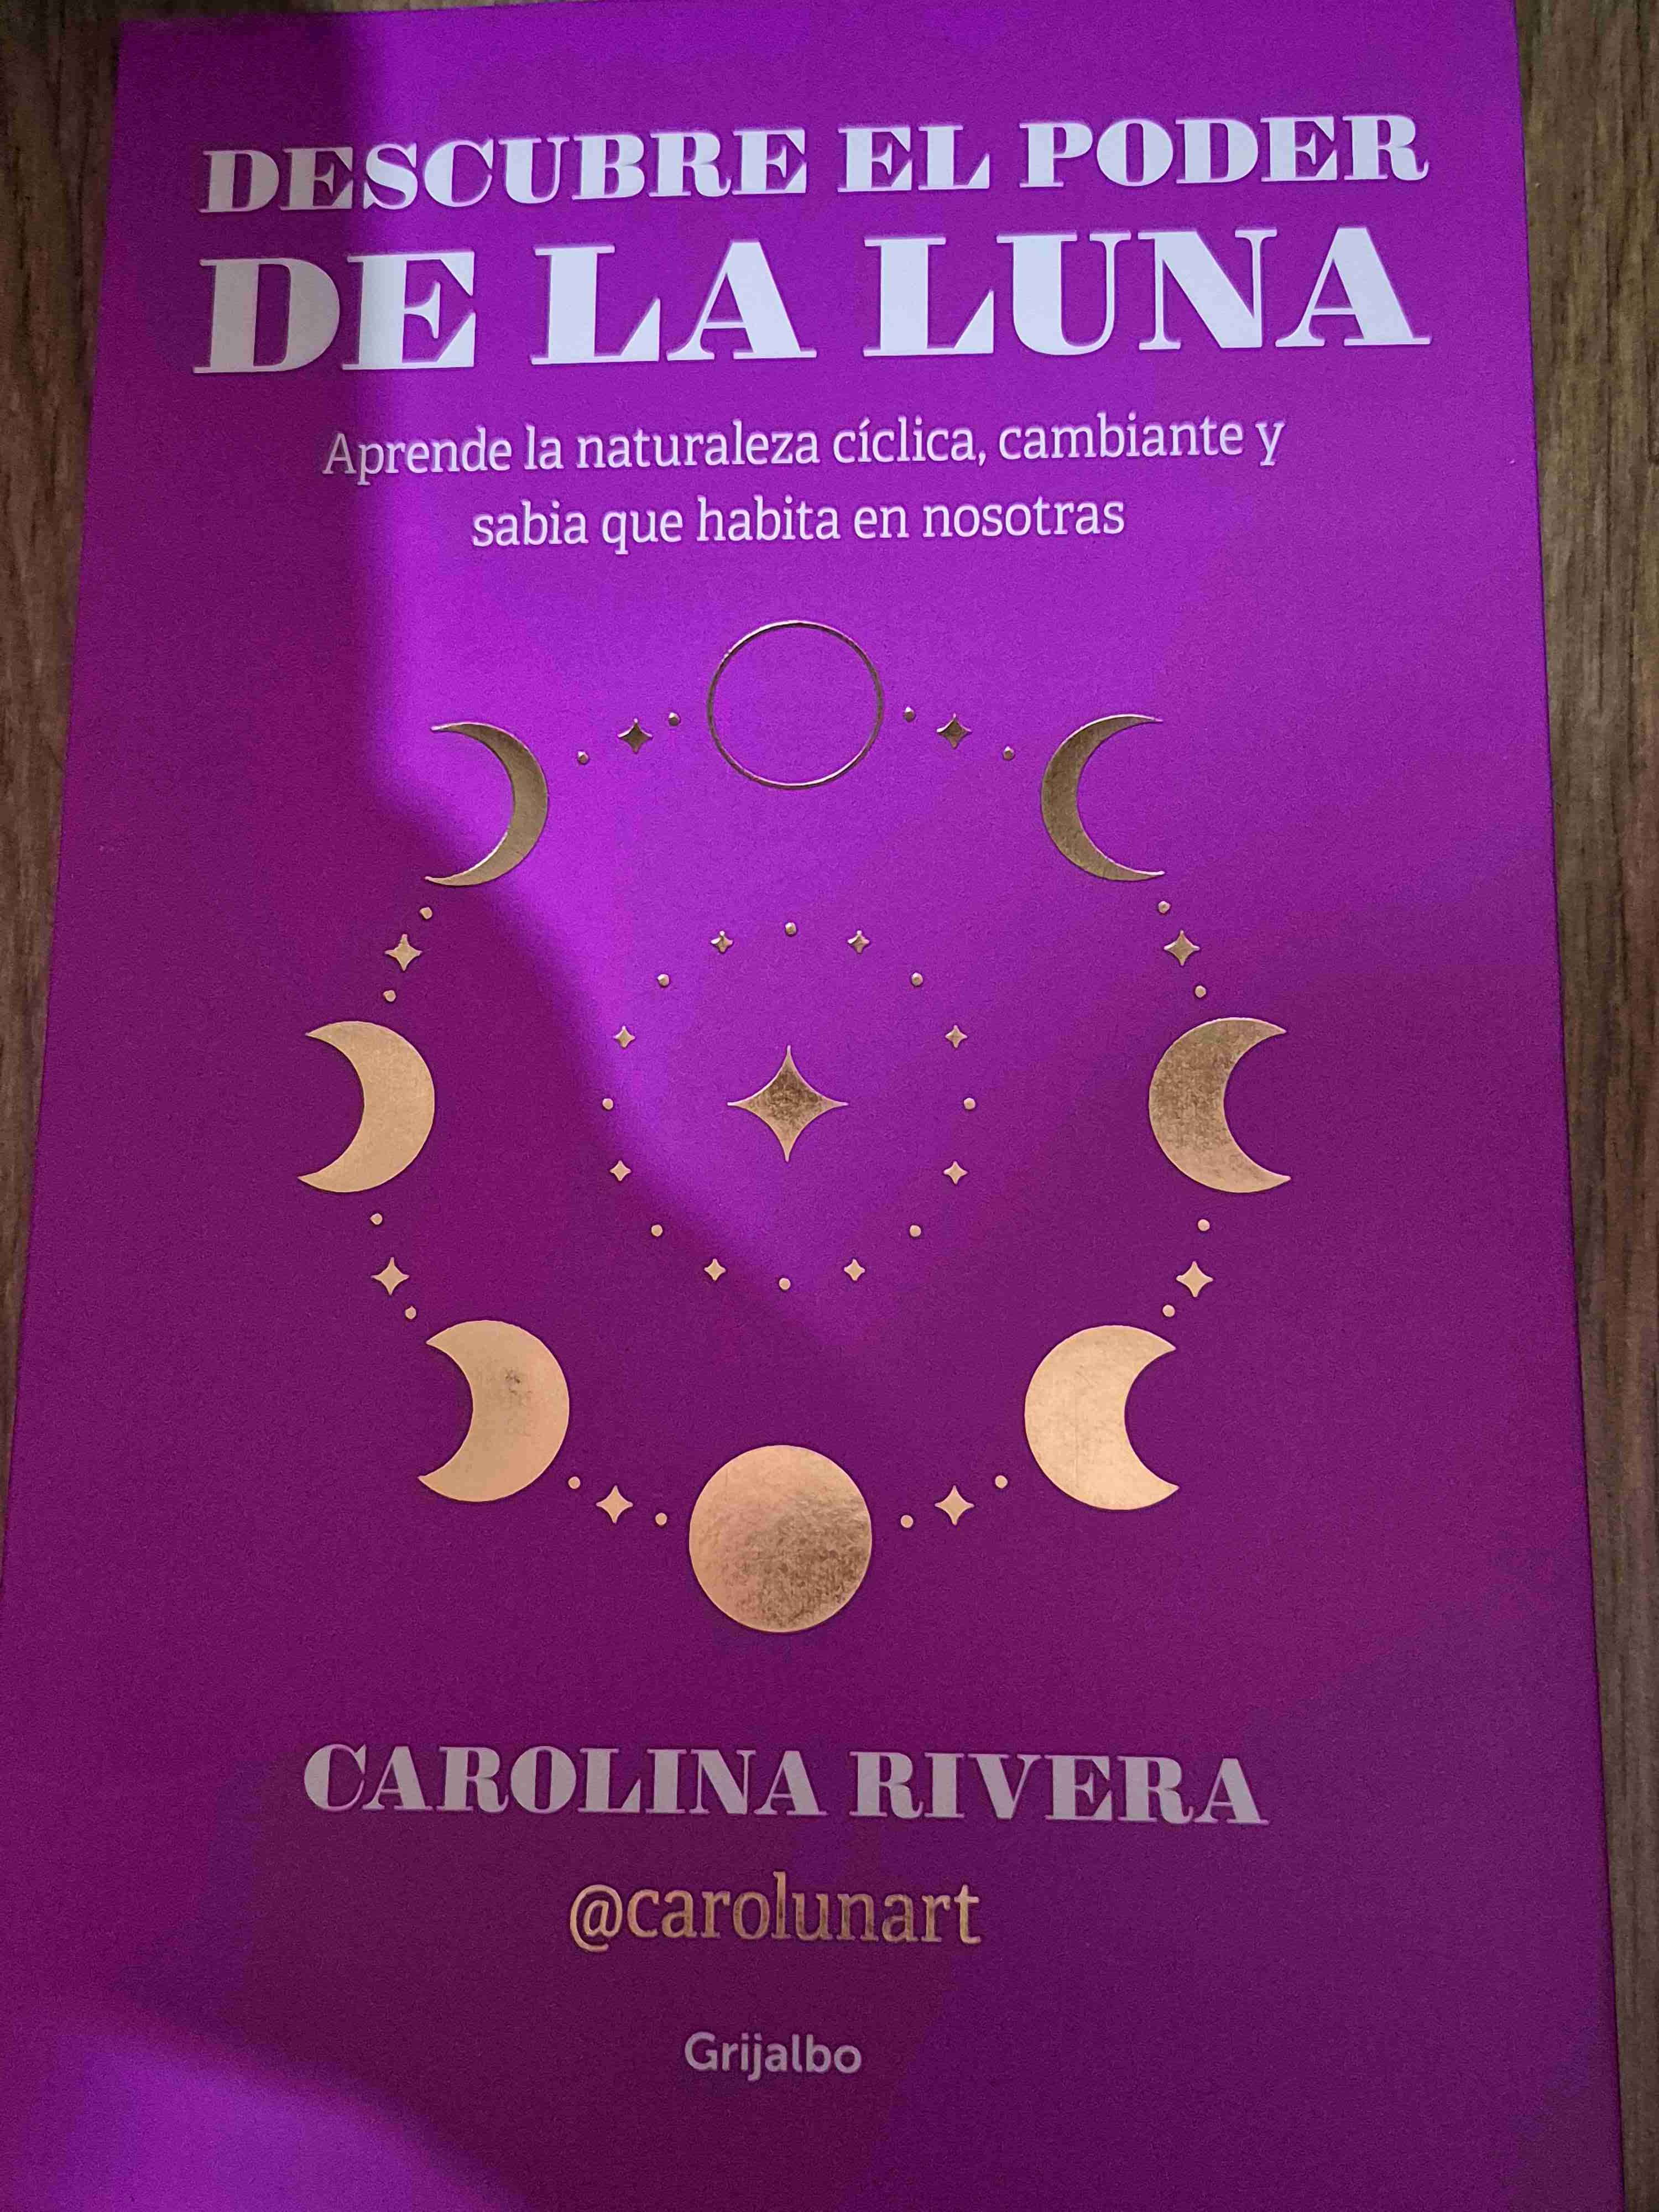 DESCUBRE EL PODER
DE LA LUNA
Aprende la naturaleza cíclica, cambiante y
sabia que habita en nosotras
CAROLINA RIVERA
@carolunart
Grijalbo